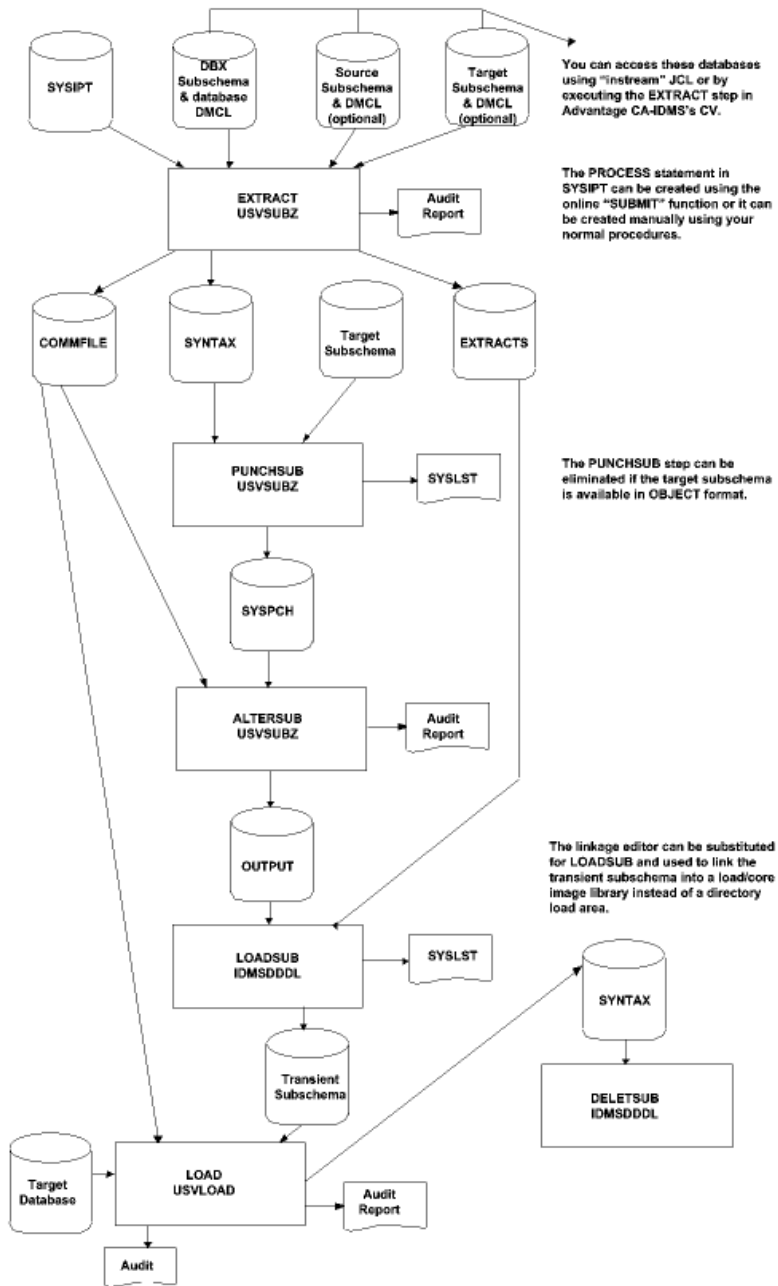 SYSIPT
DBX
Subschema
& database
DMCL
Source
Subschema
& DMCL
(optional)
Target
Subschema
& DMCL
(optional)
You can access these databases
using "instream" JCL or by
executing the EXTRACT step in
Advantage CA-IDMS's CV.
EXTRACT
USVSUBZ
Audit
Report
The PROCESS statement in
SYSIPT can be created using the
online "SUBMIT" function or it can
be created manually using your
normal procedures.
COMMFILE
SYNTAX
Target
Subschema
EXTRACTS
PUNCHSUB
USVSUBZ
SYSLST
The PUNCHSUB step can be
eliminated if the target subschema
is available in OBJECT format.
SYSPCH
ALTERSUB
USVSUBZ
Audit
Report
OUTPUT
The linkage editor can be substituted
for LOADSUB and used to link the
transient subschema into a load/core
image library instead of a directory
load area.
LOADSUB
IDMSDDDL
SYSLST
SYNTAX
Transient
Subschema
DELETSUB
IDMSDDDL
Target
Database
LOAD
USVLOAD
Audit
Report
Audit